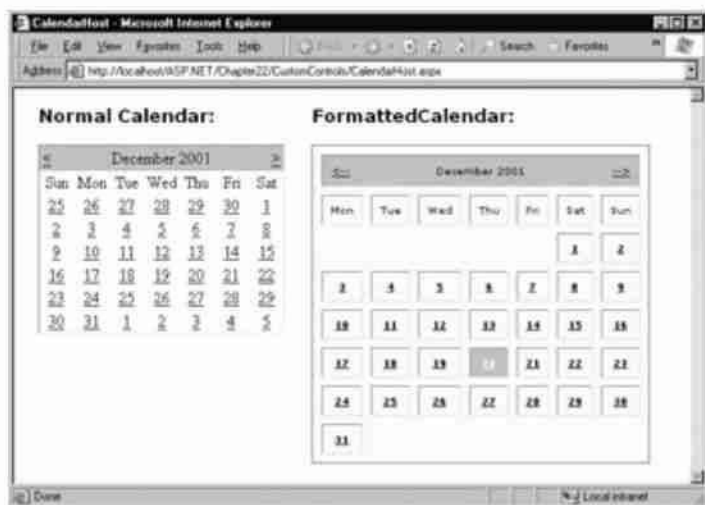 CalendarHost - Microsoft Internet Explorer
File Edit View Favorites Tools Help Search Favorites »
Address http://localhost/ASP.NET/Chapter22/CustomControls/CalendarHost.aspx
Normal Calendar:
< December 2001 >
Sun Mon Tue Wed Thu Fri Sat
25 26 27 28 29 30 1
2 3 4 5 6 7 8
9 10 11 12 13 14 15
16 17 18 19 20 21 22
23 24 25 26 27 28 29
30 31 1 2 3 4 5
FormattedCalendar:
<-- December 2001 -->
Mon Tue Wed Thu Fri Sat Sun
1 2
3 4 5 6 7 8 9
10 11 12 13 14 15 16
17 18 19 20 21 22 23
24 25 26 27 28 29 30
31
Done Local intranet